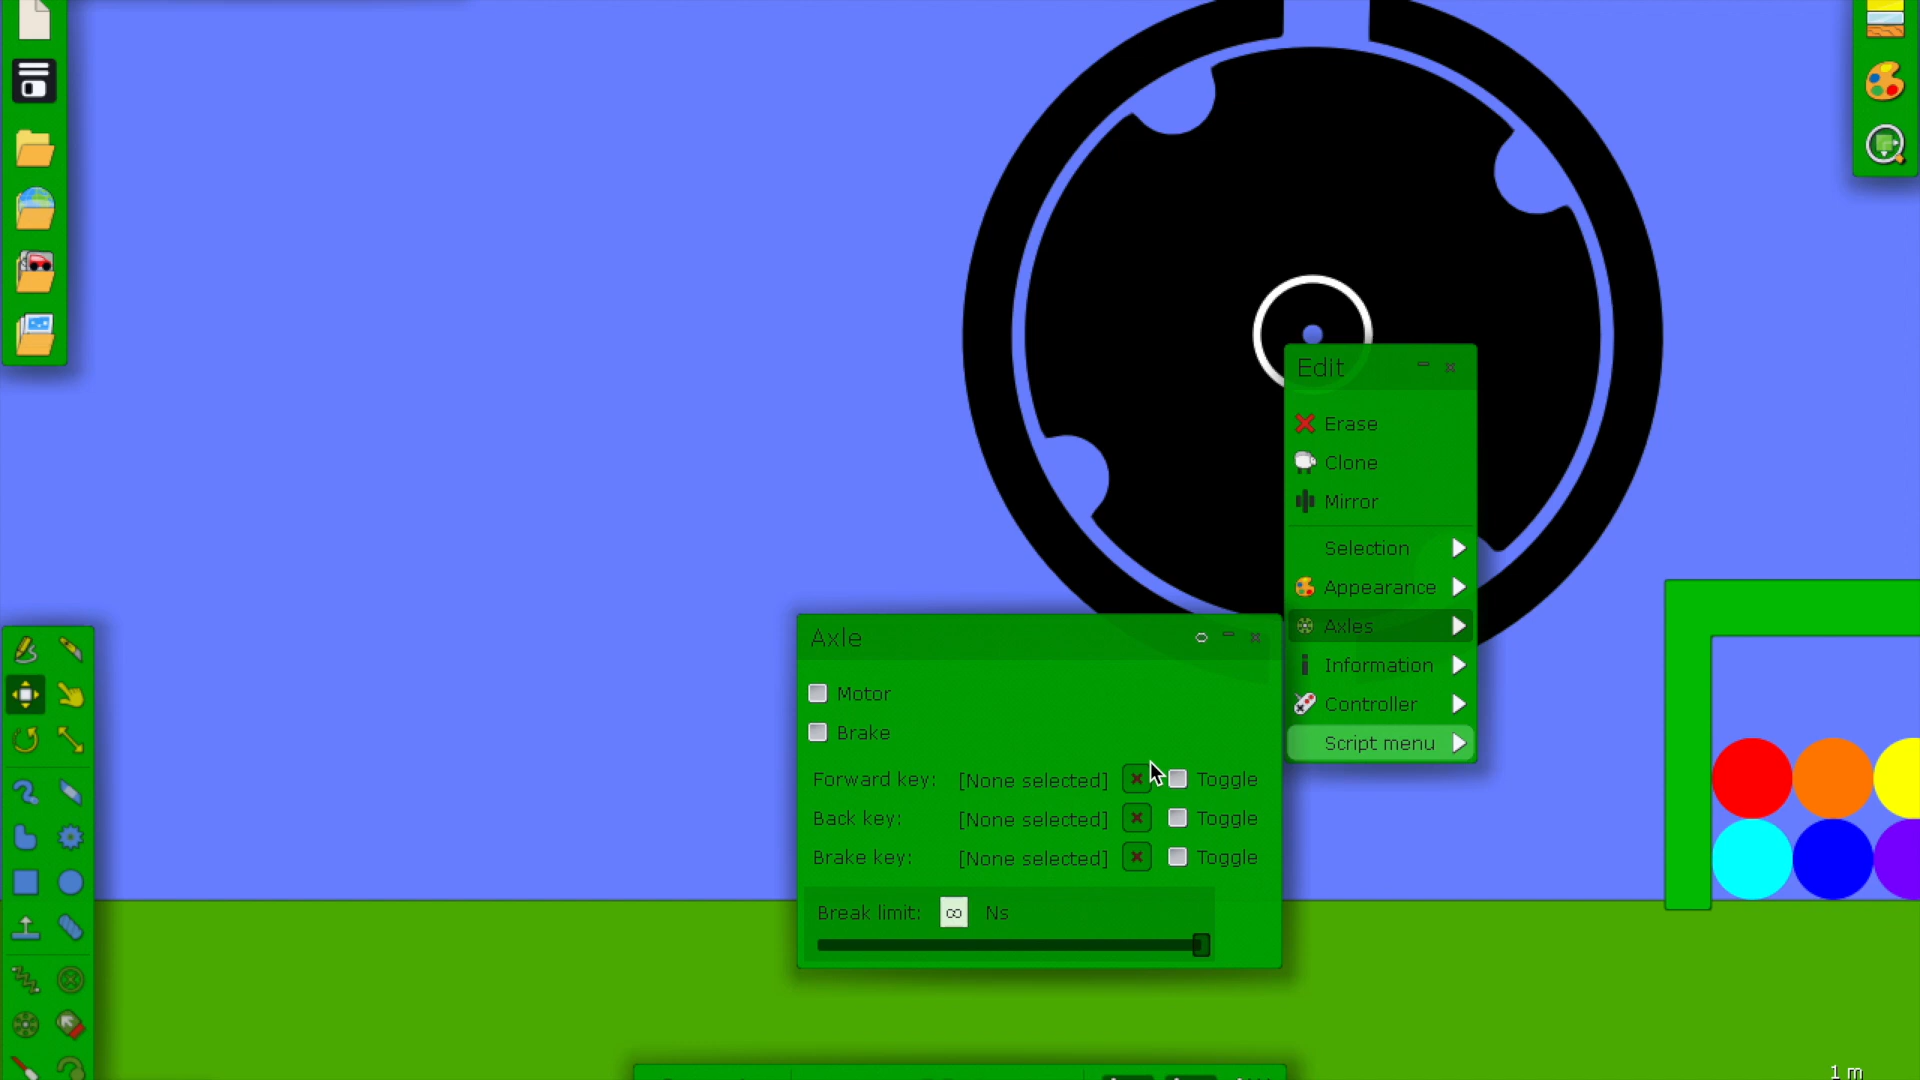 Edit
Erase
Clone
Mirror
Selection
Appearance
Axles
Information
Controller
Script menu
Axle
Motor
Brake
Forward key: [None selected] Toggle
Back key: [None selected] Toggle
Brake key: [None selected] Toggle
Break limit: ∞ Ns
1 m